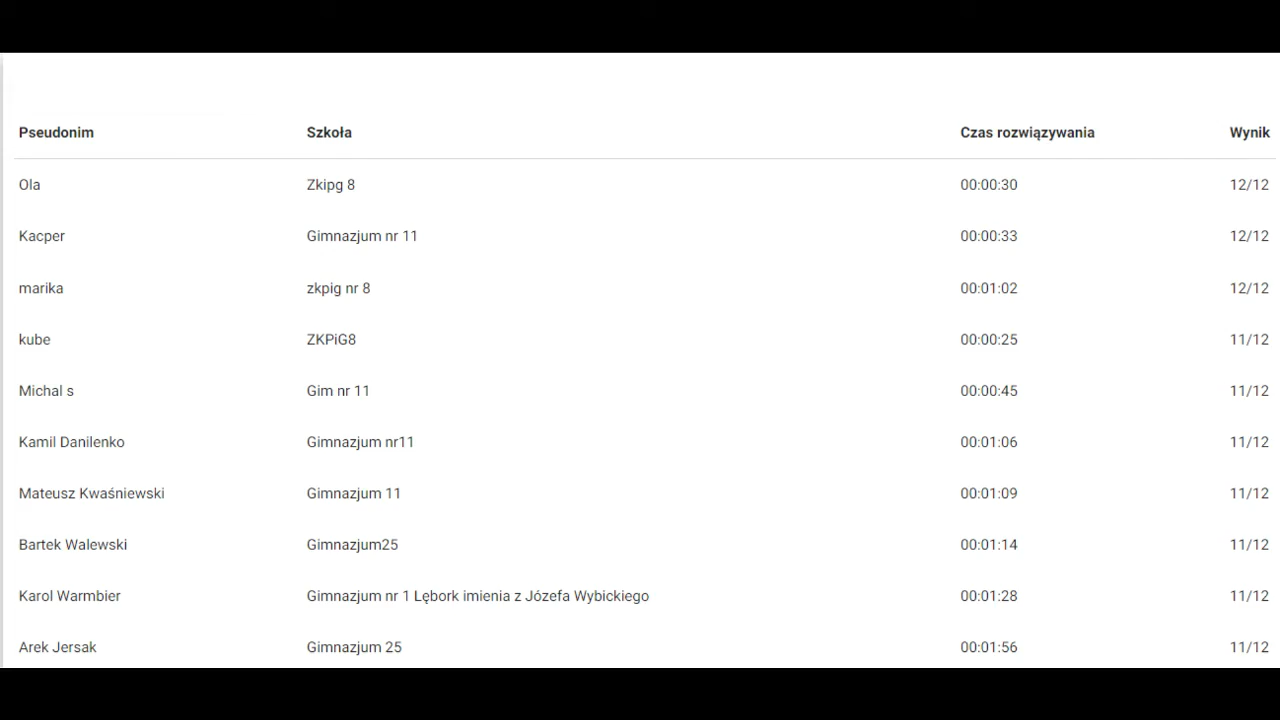 Pseudonim Szkoła Czas rozwiązywania Wynik
Ola Zkipg 8 00:00:30 12/12
Kacper Gimnazjum nr 11 00:00:33 12/12
marika zkpig nr 8 00:01:02 12/12
kube ZKPiG8 00:00:25 11/12
Michal s Gim nr 11 00:00:45 11/12
Kamil Danilenko Gimnazjum nr11 00:01:06 11/12
Mateusz Kwaśniewski Gimnazjum 11 00:01:09 11/12
Bartek Walewski Gimnazjum25 00:01:14 11/12
Karol Warmbier Gimnazjum nr 1 Lębork imienia z Józefa Wybickiego 00:01:28 11/12
Arek Jersak Gimnazjum 25 00:01:56 11/12